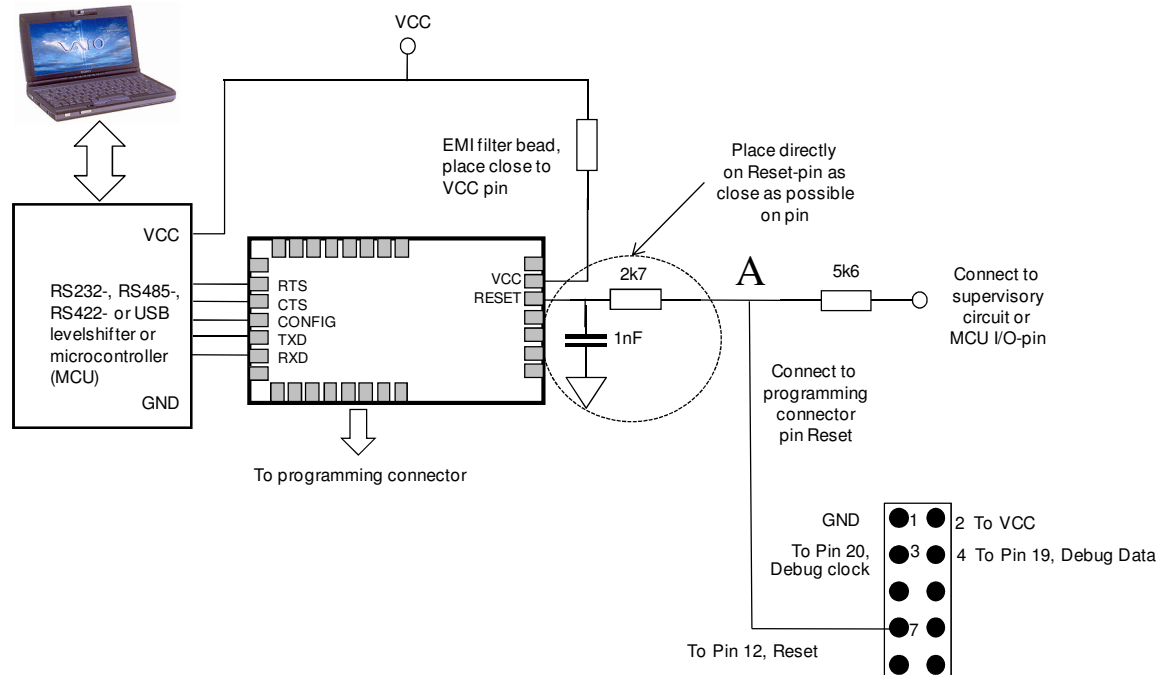 VAIO
VCC
EMI filter bead,
place close to
VCC pin
Place directly
on Reset-pin as
close as possible
on pin
VCC
RS232-, RS485-,
RS422- or USB
levelshifter or
microcontroller
(MCU)
GND
RTS
CTS
CONFIG
TXD
RXD
VCC
RESET
2k7
1nF
A
5k6
Connect to
supervisory
circuit or
MCU I/O-pin
Connect to
programming
connector
pin Reset
To programming connector
GND
1
2 To VCC
To Pin 20,
Debug clock
3
4 To Pin 19, Debug Data
7
To Pin 12, Reset